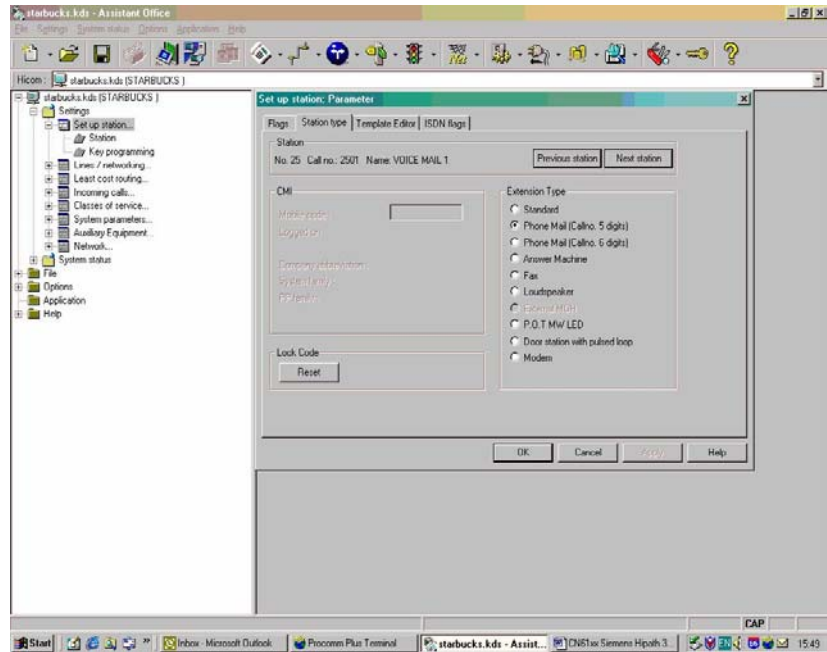 starbucks.kds - Assistant Office
File Settings System status Options Application Help
Hicom: starbucks.kds (STARBUCKS )
starbucks.kds (STARBUCKS )
Settings
Set up station...
Station
Key programming
Lines / networking...
Least cost routing...
Incoming calls...
Classes of service...
System parameters...
Auxiliary Equipment...
Network...
System status
File
Options
Application
Help
Set up station: Parameter
Flags Station type Template Editor ISDN flags
Station
No. 25 Call no.: 2501 Name: VOICE MAIL 1
Previous station Next station
CMI
Mobile code:
Logged on:
Lock Code
Reset
Extension Type
Standard
Phone Mail (Callno. 5 digits)
Phone Mail (Callno. 6 digits)
Answer Machine
Fax
Loudspeaker
P.O.T MW LED
Door station with pulsed loop
Modem
OK Cancel Apply Help
CAP
Start Inbox - Microsoft Outlook Procomm Plus Terminal starbucks.kds - Assist... CN61xx Siemens Hipath 3... EN 15:49